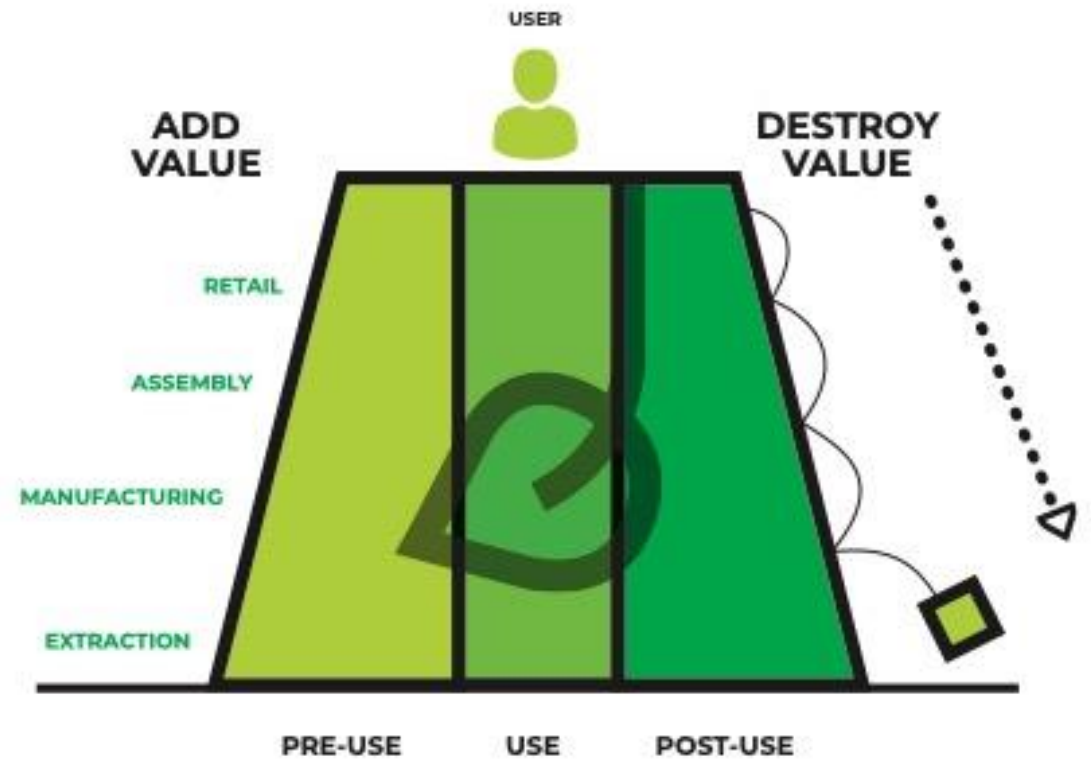 USER
ADD
VALUE
DESTROY
VALUE
RETAIL
ASSEMBLY
MANUFACTURING
EXTRACTION
PRE-USE
USE
POST-USE